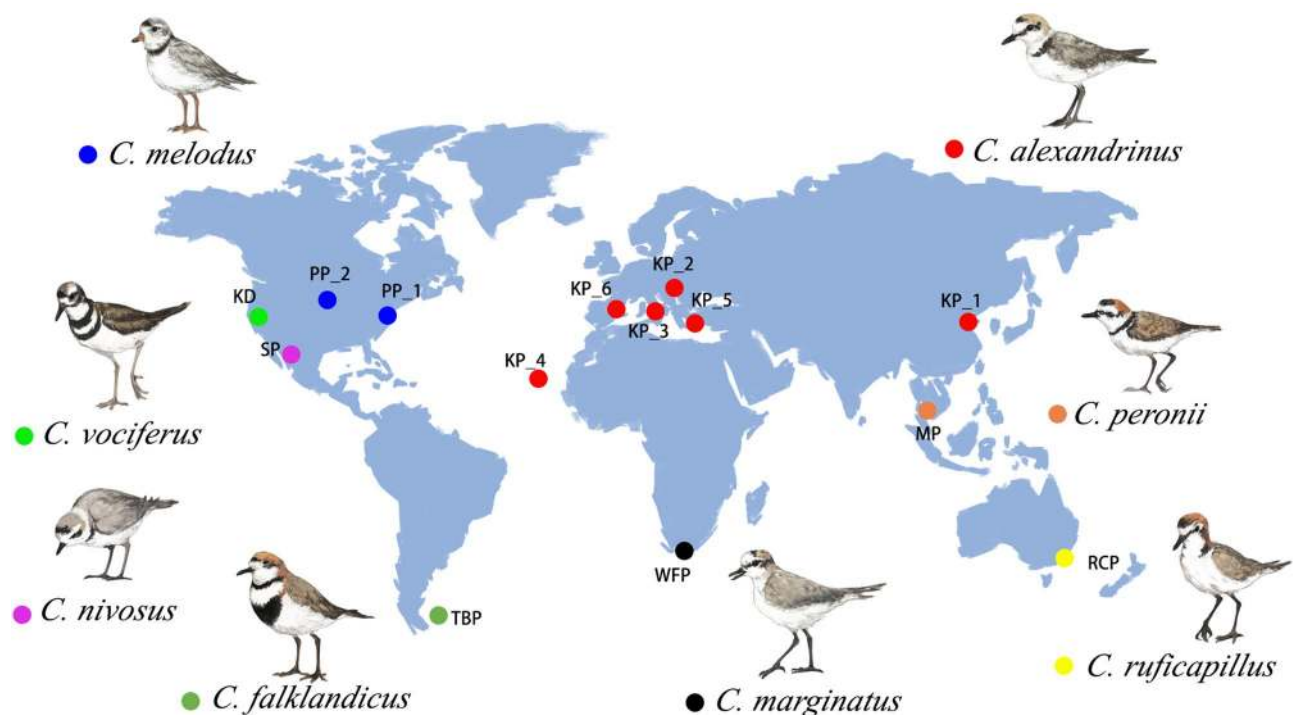 C. melodus
C. alexandrinus
KP_2
PP_2
PP_1
KP_6
KP_5
KD
KP_1
KP_3
SP
KP_4
C. peronii
MP
C. vociferus
WFP
RCP
C. nivosus
TBP
C. ruficapillus
C. falklandicus
C. marginatus